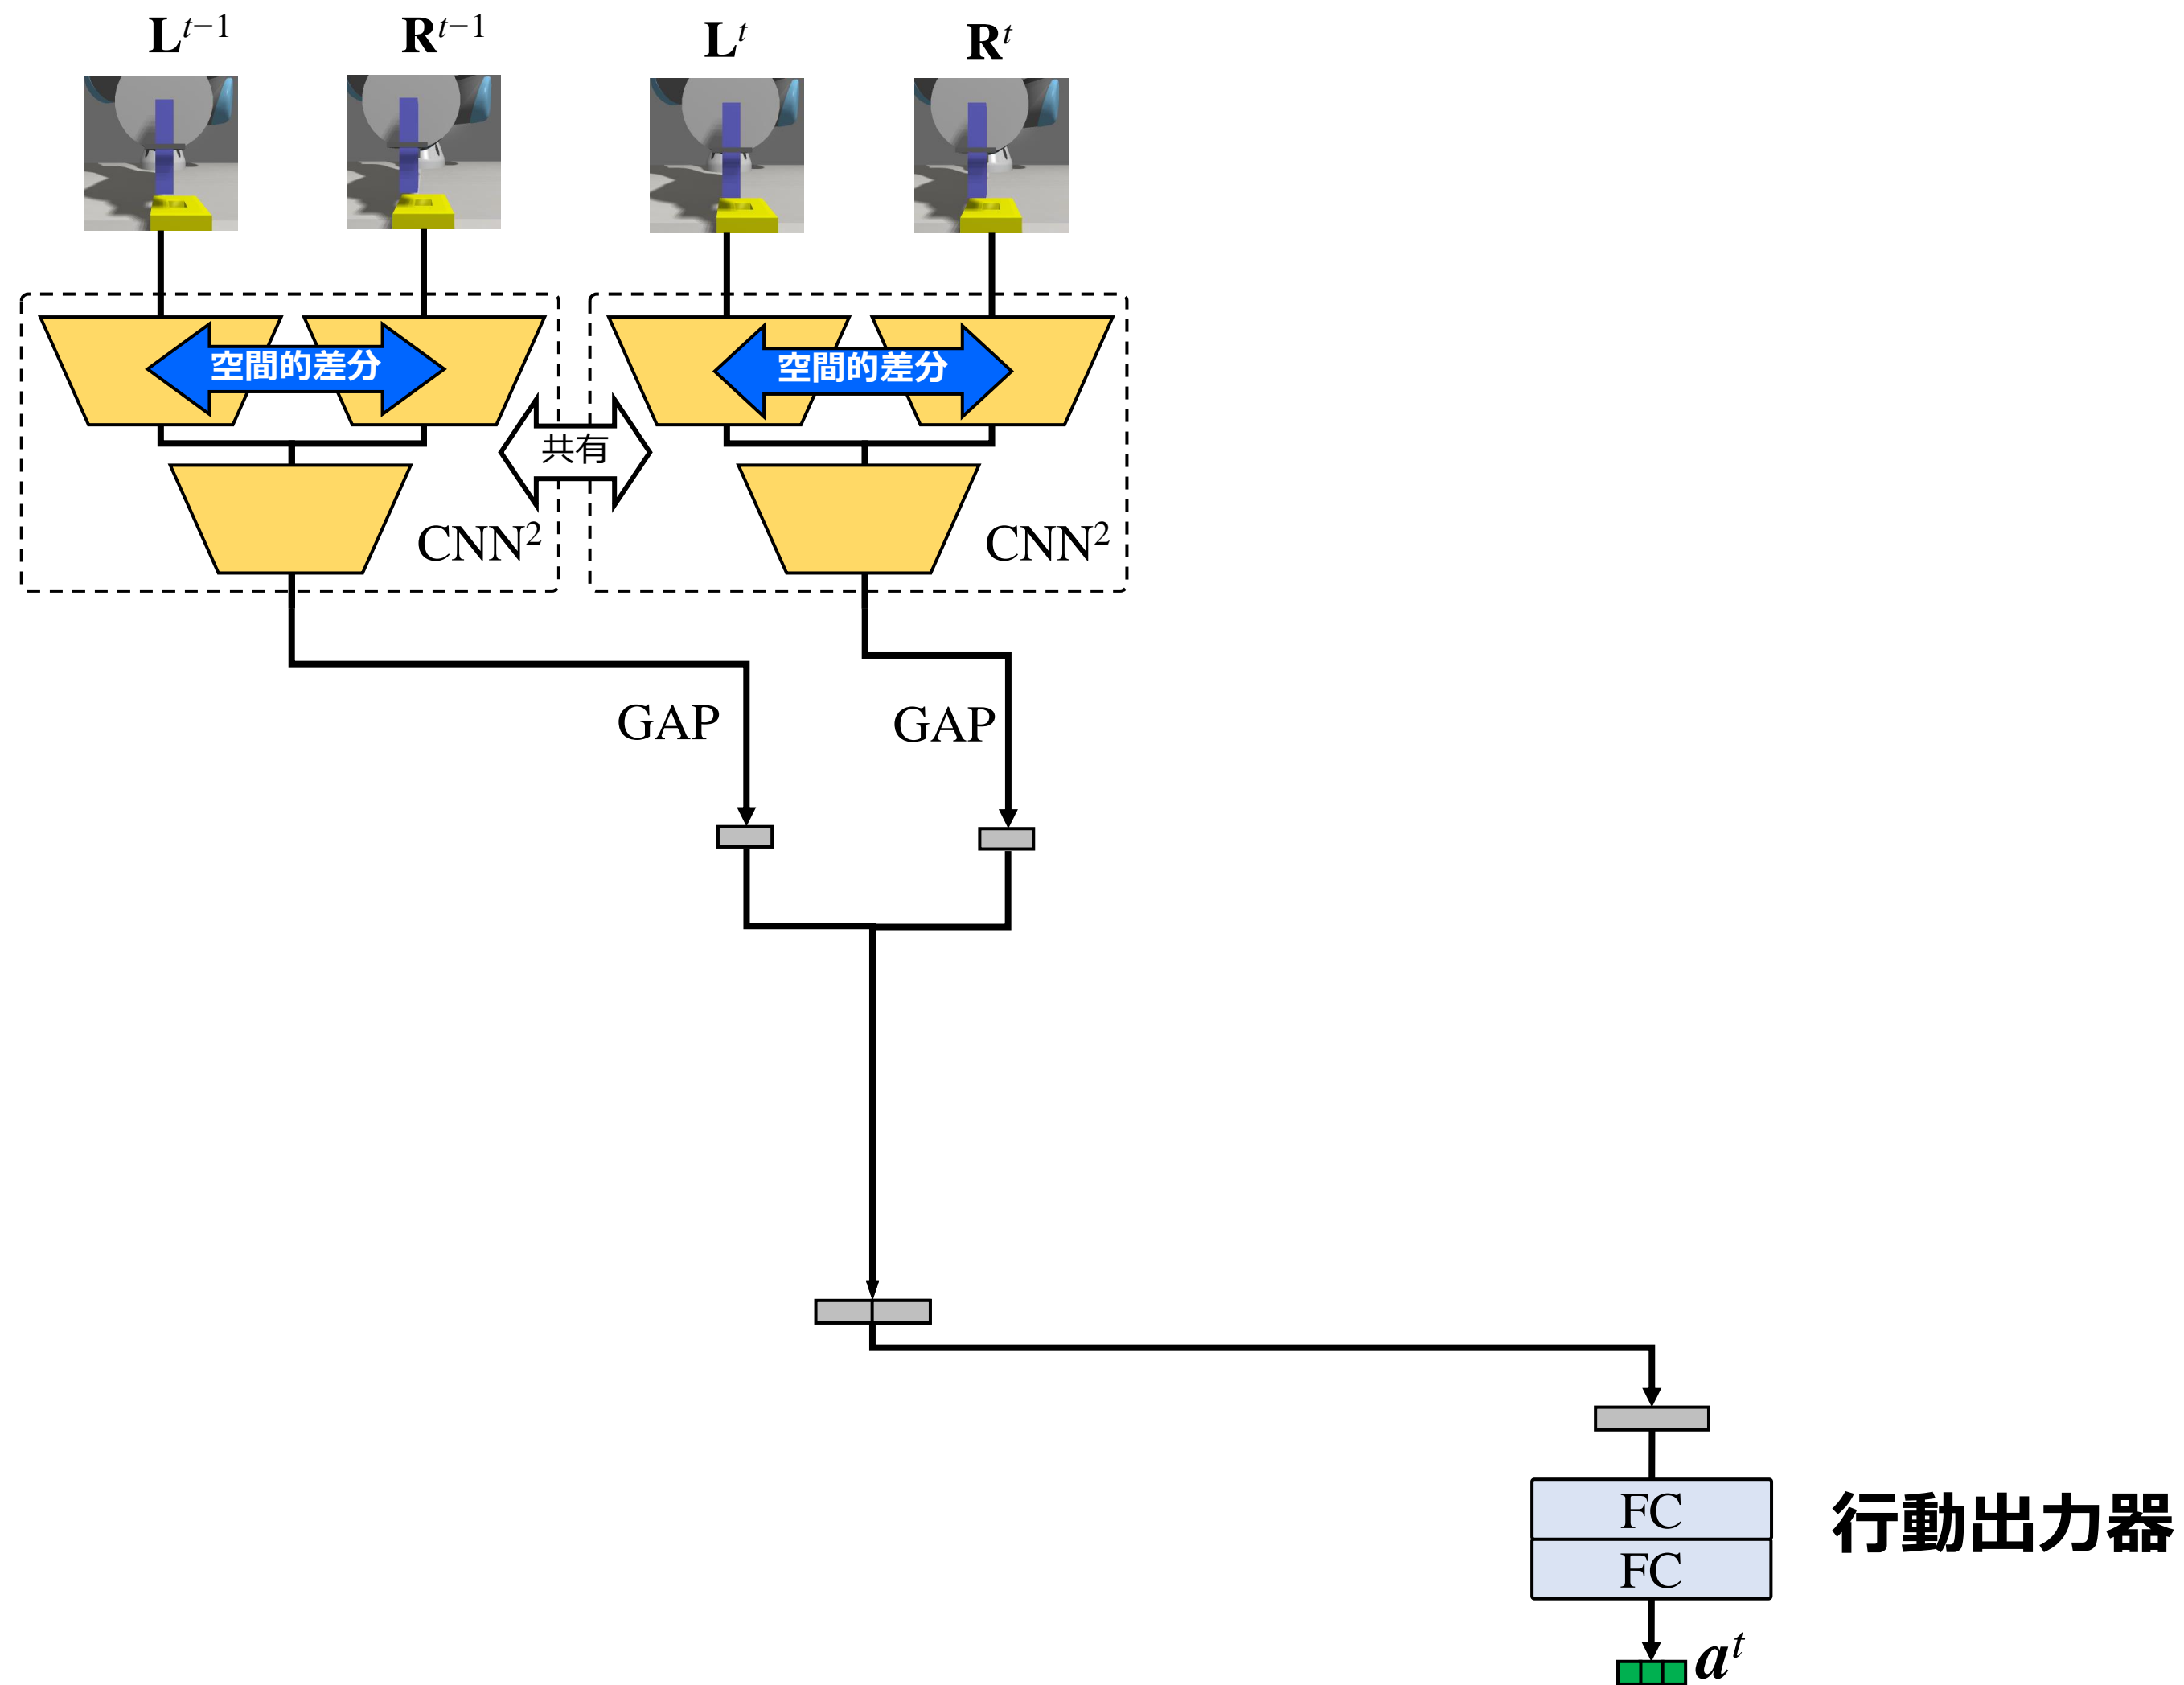 L^{t−1}
R^{t−1}
L^t
R^t
空間的差分
空間的差分
共有
CNN²
CNN²
GAP
GAP
FC
FC
行動出力器
a^t